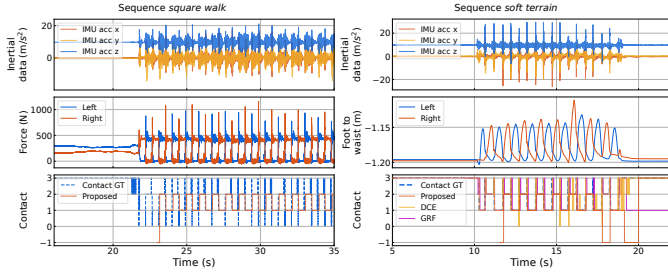 Sequence square walk
Inertial
data (m/s²)
20
0
IMU acc x
IMU acc y
IMU acc z
Force (N)
1000
500
0
Left
Right
Contact
3
2
1
0
−1
Contact GT
Proposed
20
25
30
35
Time (s)
Sequence soft terrain
Inertial
data (m/s²)
20
0
−20
IMU acc x
IMU acc y
IMU acc z
Foot to
waist (m)
−1.15
−1.20
Left
Right
Contact
3
2
1
0
−1
Contact GT
Proposed
DCE
GRF
5
10
15
20
Time (s)